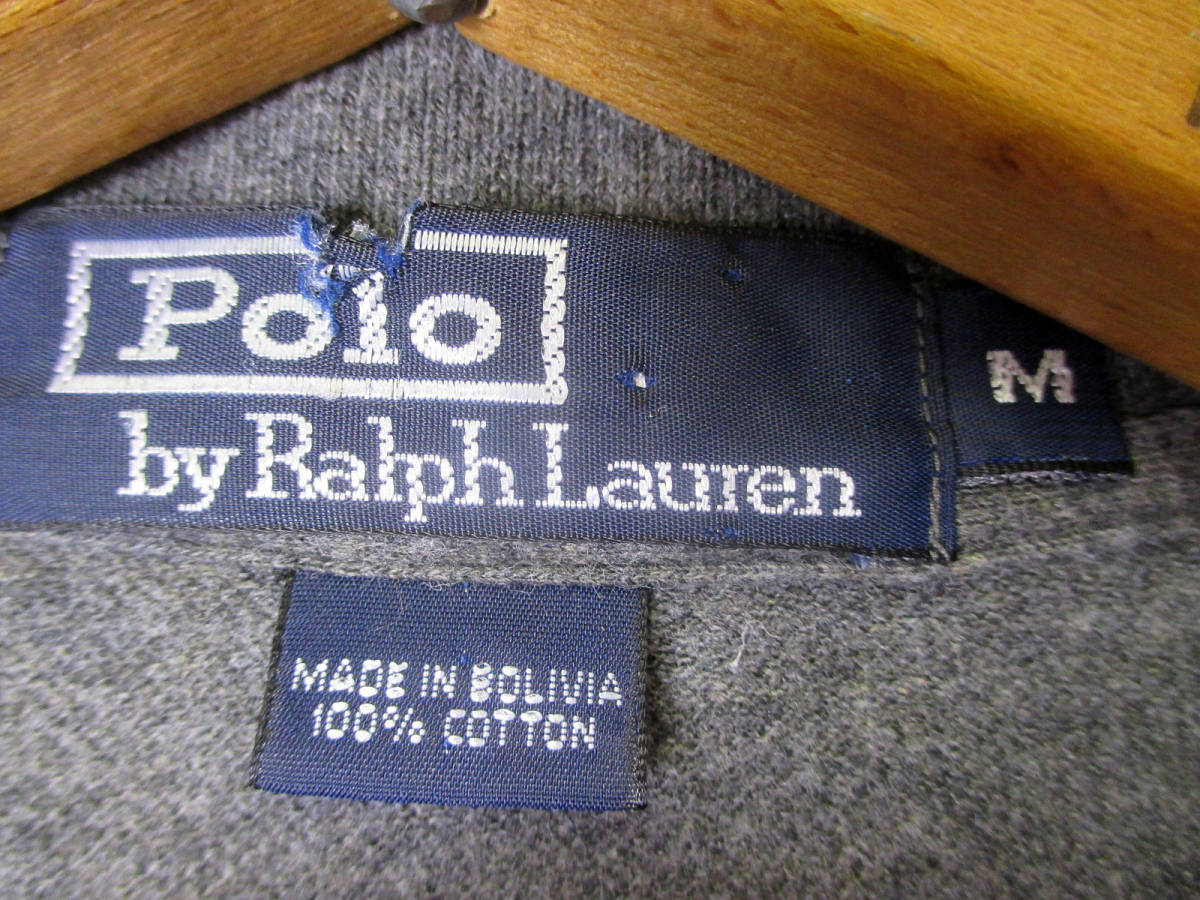 Polo
by Ralph Lauren
M
MADE IN BOLIVIA
100% COTTON